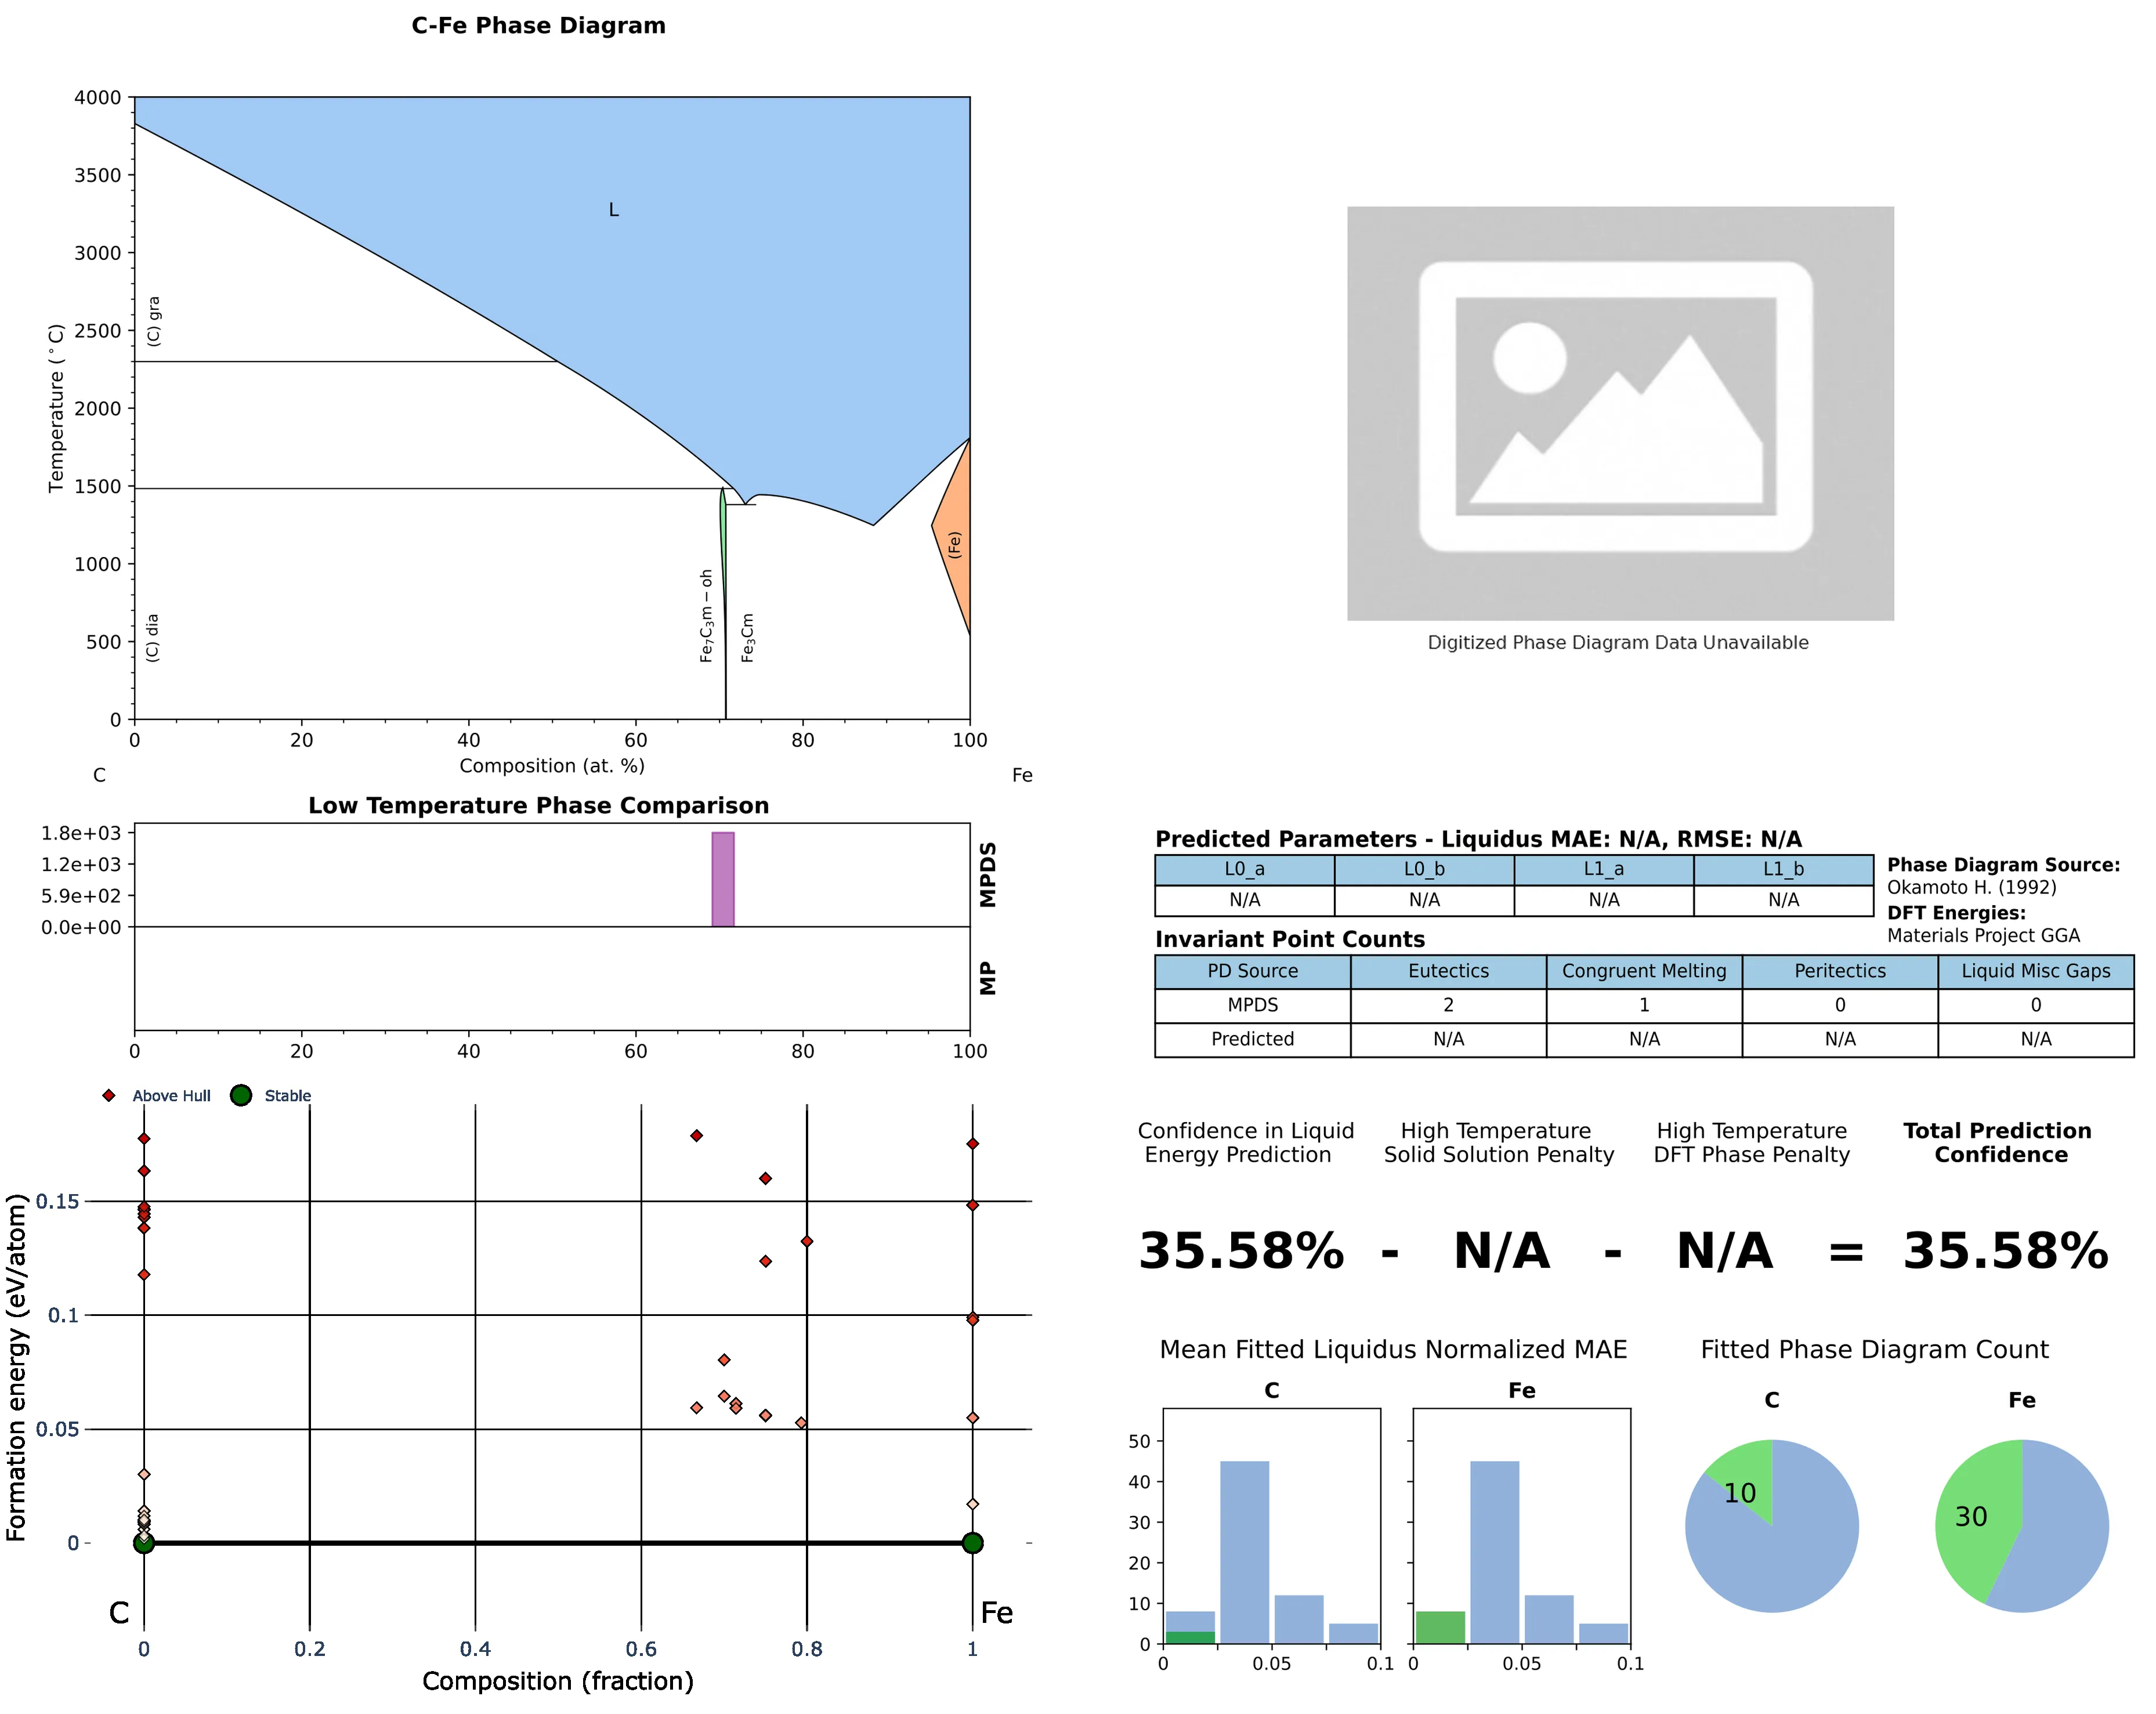 C-Fe Phase Diagram
4000
3500
3000
2500
2000
1500
1000
500
0
Temperature (°C)
L
(C) gra
(C) dia
Fe7C3m − oh
Fe3Cm
(Fe)
0 20 40 60 80 100
Composition (at. %)
C Fe
Digitized Phase Diagram Data Unavailable
Low Temperature Phase Comparison
1.8e+03
1.2e+03
5.9e+02
0.0e+00
MPDS
MP
0 20 40 60 80 100
Predicted Parameters - Liquidus MAE: N/A, RMSE: N/A
L0_a L0_b L1_a L1_b
N/A N/A N/A N/A
Phase Diagram Source:
Okamoto H. (1992)
DFT Energies:
Materials Project GGA
Invariant Point Counts
PD Source Eutectics Congruent Melting Peritectics Liquid Misc Gaps
MPDS 2 1 0 0
Predicted N/A N/A N/A N/A
Above Hull Stable
0.15
0.1
0.05
0
Formation energy (eV/atom)
C Fe
0 0.2 0.4 0.6 0.8 1
Composition (fraction)
Confidence in Liquid
Energy Prediction
High Temperature
Solid Solution Penalty
High Temperature
DFT Phase Penalty
Total Prediction
Confidence
35.58% - N/A - N/A = 35.58%
Mean Fitted Liquidus Normalized MAE
C Fe
50
40
30
20
10
0
0 0.05 0.1 0 0.05 0.1
Fitted Phase Diagram Count
C Fe
10
30